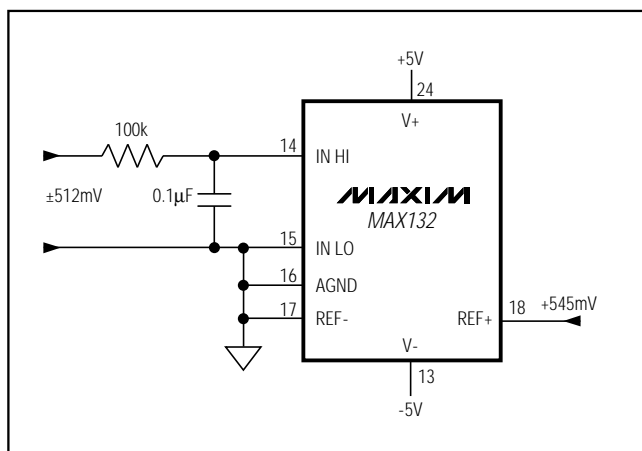 +5V
24
V+
100k
14
IN HI
±512mV
0.1µF
MAXIM
MAX132
15
IN LO
16
AGND
17
REF-
REF+
18
+545mV
V-
13
-5V